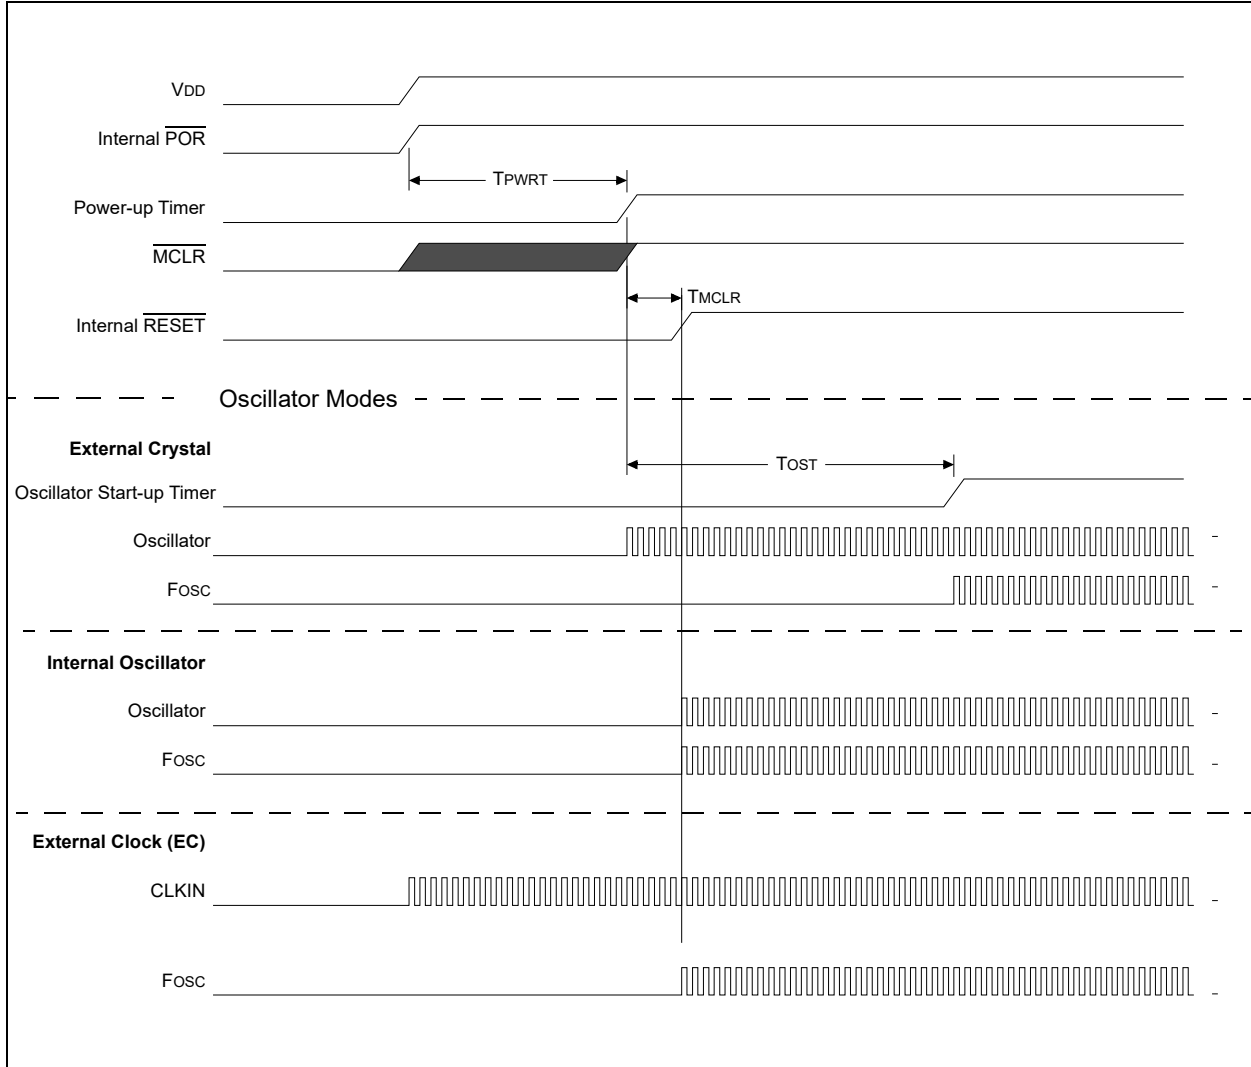 VDD
Internal POR
TPWRT
Power-up Timer
MCLR
TMCLR
Internal RESET
Oscillator Modes
External Crystal
TOST
Oscillator Start-up Timer
Oscillator
FOSC
Internal Oscillator
Oscillator
FOSC
External Clock (EC)
CLKIN
FOSC